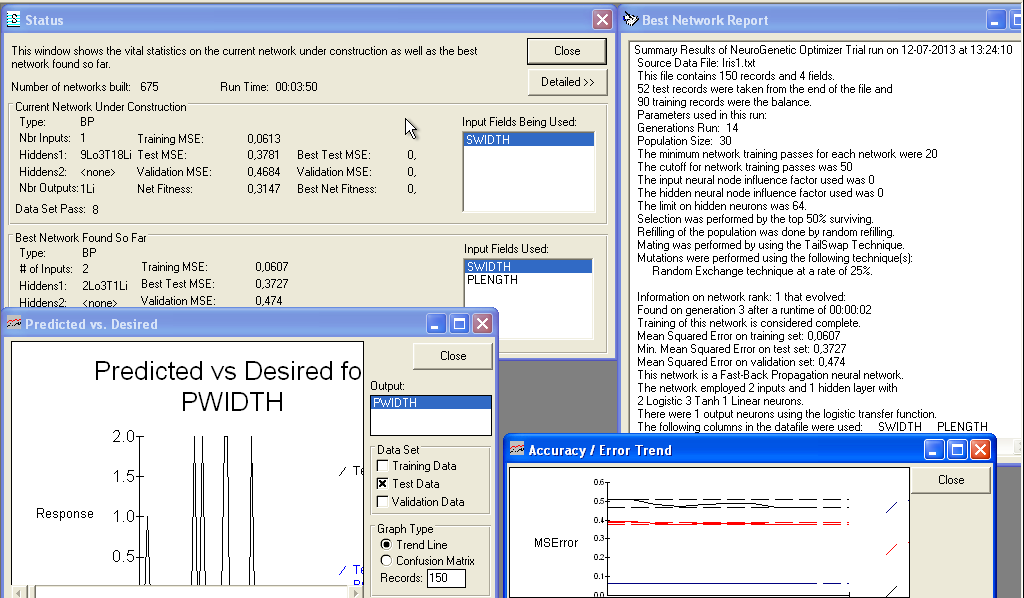 Status
This window shows the vital statistics on the current network under construction as well as the best
network found so far.
Close
Detailed >>
Number of networks built: 675 Run Time: 00:03:50
Current Network Under Construction
Type: BP
Nbr Inputs: 1 Training MSE: 0,0613
Hiddens1: 9Lo3T18Li Test MSE: 0,3781 Best Test MSE: 0,
Hiddens2: <none> Validation MSE: 0,4684 Validation MSE: 0,
Nbr Outputs: 1Li Net Fitness: 0,3147 Best Net Fitness: 0,
Data Set Pass: 8
Input Fields Being Used:
SWIDTH
Best Network Found So Far
Type: BP
# of Inputs: 2 Training MSE: 0,0607
Hiddens1: 2Lo3T1Li Best Test MSE: 0,3727
Hiddens2: <none> Validation MSE: 0,474
Input Fields Used:
SWIDTH
PLENGTH
Best Network Report
Summary Results of NeuroGenetic Optimizer Trial run on 12-07-2013 at 13:24:10
Source Data File: Iris1.txt
This file contains 150 records and 4 fields.
52 test records were taken from the end of the file and
90 training records were the balance.
Parameters used in this run:
Generations Run: 14
Population Size: 30
The minimum network training passes for each network were 20
The cutoff for network training passes was 50
The input neural node influence factor used was 0
The hidden neural node influence factor used was 0
The limit on hidden neurons was 64.
Selection was performed by the top 50% surviving.
Refilling of the population was done by random refilling.
Mating was performed by using the TailSwap Technique.
Mutations were performed using the following technique(s):
Random Exchange technique at a rate of 25%.
Information on network rank: 1 that evolved:
Found on generation 3 after a runtime of 00:00:02
Training of this network is considered complete.
Mean Squared Error on training set: 0,0607
Min. Mean Squared Error on test set: 0,3727
Mean Squared Error on validation set: 0,474
This network is a Fast-Back Propagation neural network.
The network employed 2 inputs and 1 hidden layer with
2 Logistic 3 Tanh 1 Linear neurons.
There were 1 output neurons using the logistic transfer function.
The following columns in the datafile were used: SWIDTH PLENGTH
Predicted vs. Desired
Predicted vs Desired fo
PWIDTH
2.0
1.5
1.0
0.5
Response
Te
Te
Pr
Close
Output:
PWIDTH
Data Set
Training Data
Test Data
Validation Data
Graph Type
Trend Line
Confusion Matrix
Records: 150
Accuracy / Error Trend
Close
0.6
0.5
0.4
0.3
0.2
0.1
0.0
MSError